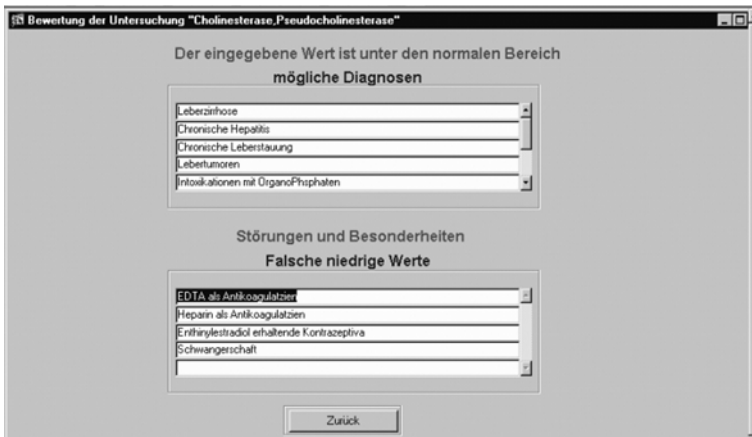 Bewertung der Untersuchung "Cholinesterase,Pseudocholinesterase"
Der eingegebene Wert ist unter den normalen Bereich
mögliche Diagnosen
Leberzirrhose
Chronische Hepatitis
Chronische Leberstauung
Lebertumoren
Intoxikationen mit OrganoPhsphaten
Störungen und Besonderheiten
Falsche niedrige Werte
EDTA als Antikoagulatzien
Heparin als Antikoagulatzien
Enthinylestradiol erhaltende Kontrazeptiva
Schwangerschaft
Zurück